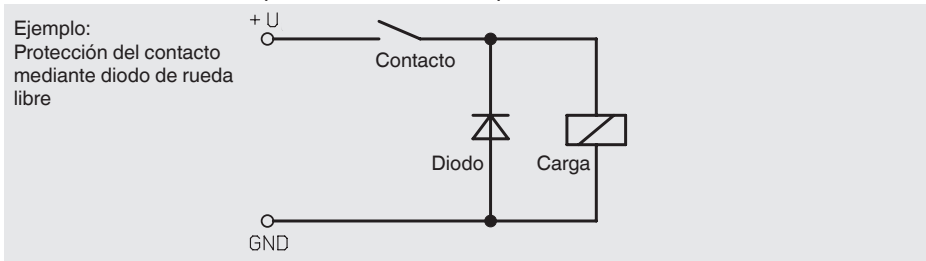 Ejemplo:
Protección del contacto
mediante diodo de rueda
libre
+ U
Contacto
Diodo
Carga
GND